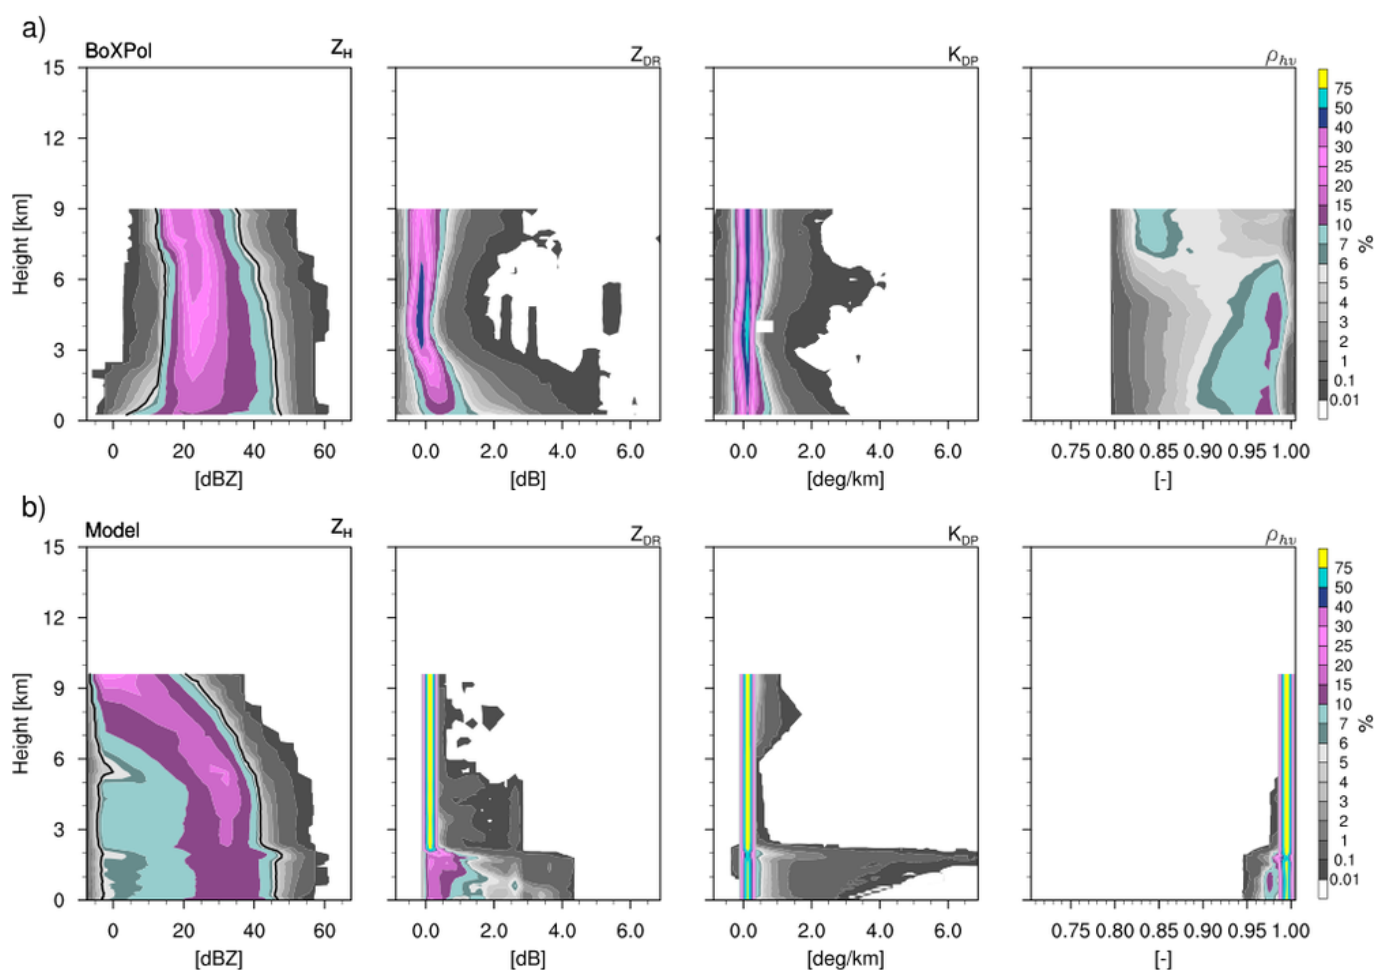 a)
BoXPol Z_H
Z_DR
K_DP
ρ_hv
15
12
9
6
3
0
Height [km]
0 20 40 60
[dBZ]
0.0 2.0 4.0 6.0
[dB]
0.0 2.0 4.0 6.0
[deg/km]
0.75 0.80 0.85 0.90 0.95 1.00
[-]
75
50
40
30
25
20
15
10
7
6
5
4
3
2
1
0.1
0.01
%
b)
Model Z_H
Z_DR
K_DP
ρ_hv
15
12
9
6
3
0
Height [km]
0 20 40 60
[dBZ]
0.0 2.0 4.0 6.0
[dB]
0.0 2.0 4.0 6.0
[deg/km]
0.75 0.80 0.85 0.90 0.95 1.00
[-]
75
50
40
30
25
20
15
10
7
6
5
4
3
2
1
0.1
0.01
%